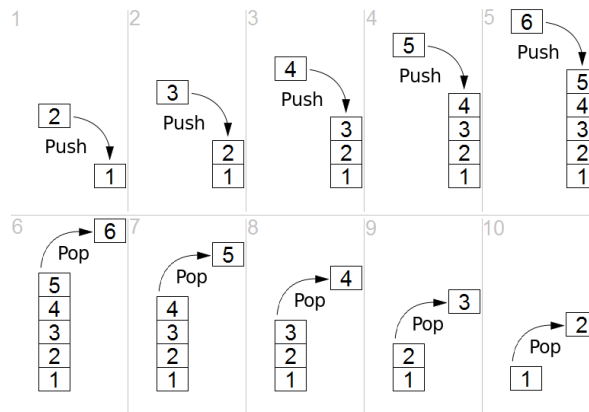 1 2 3 4 5
2 Push 1
3 Push 2 1
4 Push 3 2 1
5 Push 4 3 2 1
6 Push 5 4 3 2 1
6 7 8 9 10
6 Pop 5 4 3 2 1
5 Pop 4 3 2 1
4 Pop 3 2 1
3 Pop 2 1
2 Pop 1